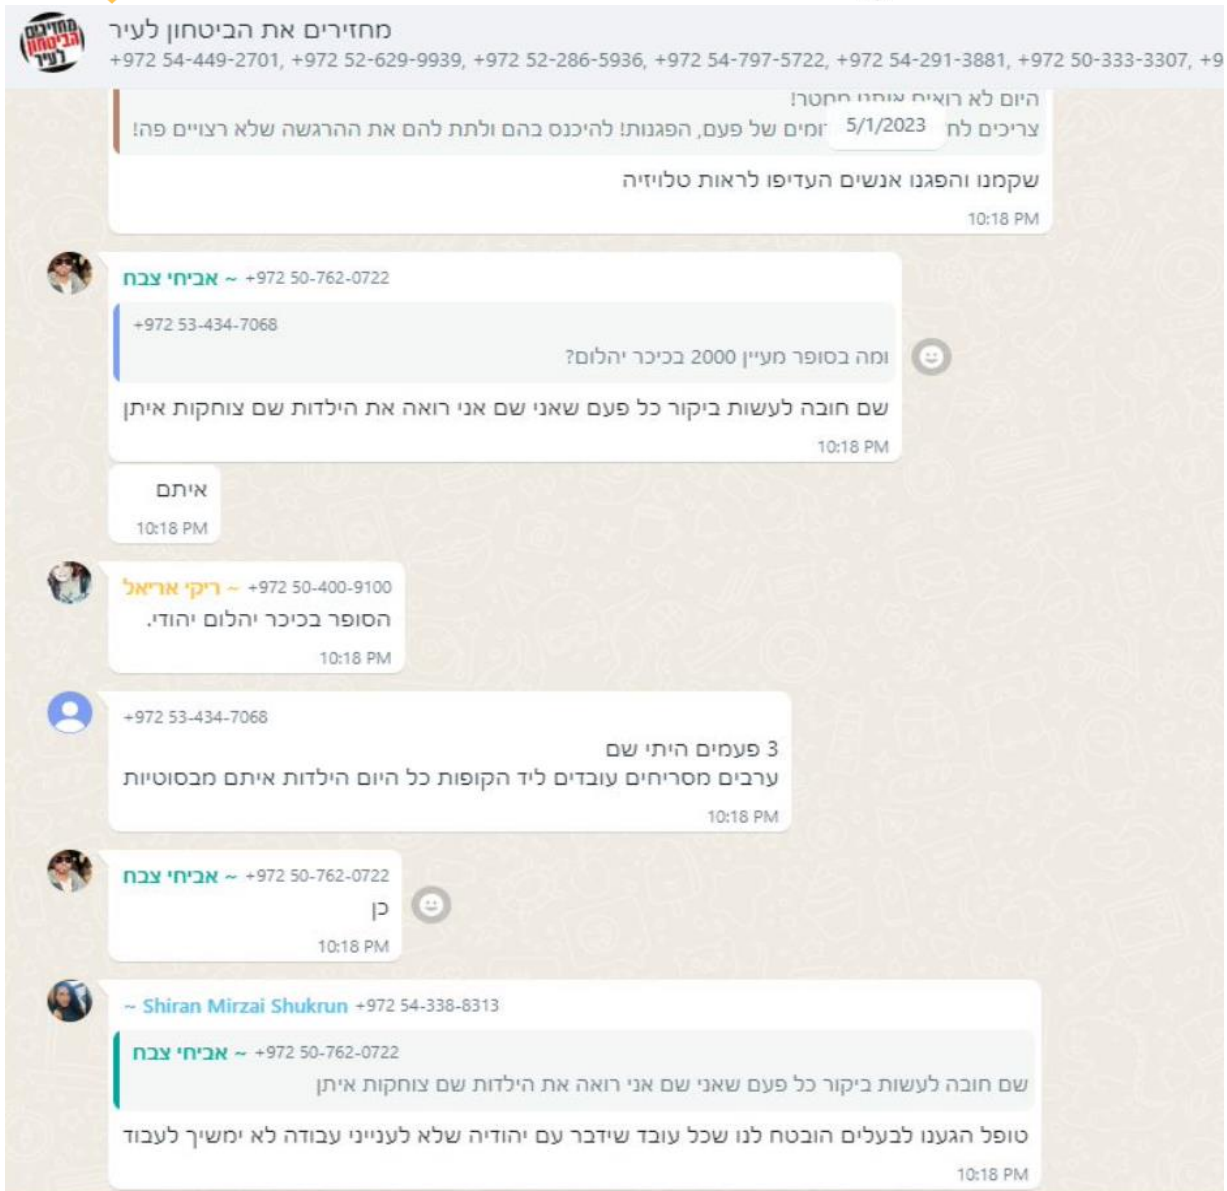 מחזירים
הביטחון
לעיר
מחזירים את הביטחון לעיר
+972 54-449-2701, +972 52-629-9939, +972 52-286-5936, +972 54-797-5722, +972 54-291-3881, +972 50-333-3307, +9
היום לא רואים אותנו ממטר!
צריכים לח ומים של פעם, הפגנות! להיכנס בהם ולתת להם את ההרגשה שלא רצויים פה!
5/1/2023
שקמנו והפגנו אנשים העדיפו לראות טלויזיה
10:18 PM
~ אביחי צבח +972 50-762-0722
+972 53-434-7068
ומה בסופר מעיין 2000 בכיכר יהלום?
שם חובה לעשות ביקור כל פעם שאני שם אני רואה את הילדות שם צוחקות איתן
10:18 PM
איתם
10:18 PM
~ ריקי אריאל +972 50-400-9100
הסופר בכיכר יהלום יהודי.
10:18 PM
+972 53-434-7068
3 פעמים היתי שם
ערבים מסריחים עובדים ליד הקופות כל היום הילדות איתם מבסוטיות
10:18 PM
~ אביחי צבח +972 50-762-0722
כן
10:18 PM
~ Shiran Mirzai Shukrun +972 54-338-8313
~ אביחי צבח +972 50-762-0722
שם חובה לעשות ביקור כל פעם שאני שם אני רואה את הילדות שם צוחקות איתן
טופל הגענו לבעלים הובטח לנו שכל עובד שידבר עם יהודיה שלא לענייני עבודה לא ימשיך לעבוד
10:18 PM